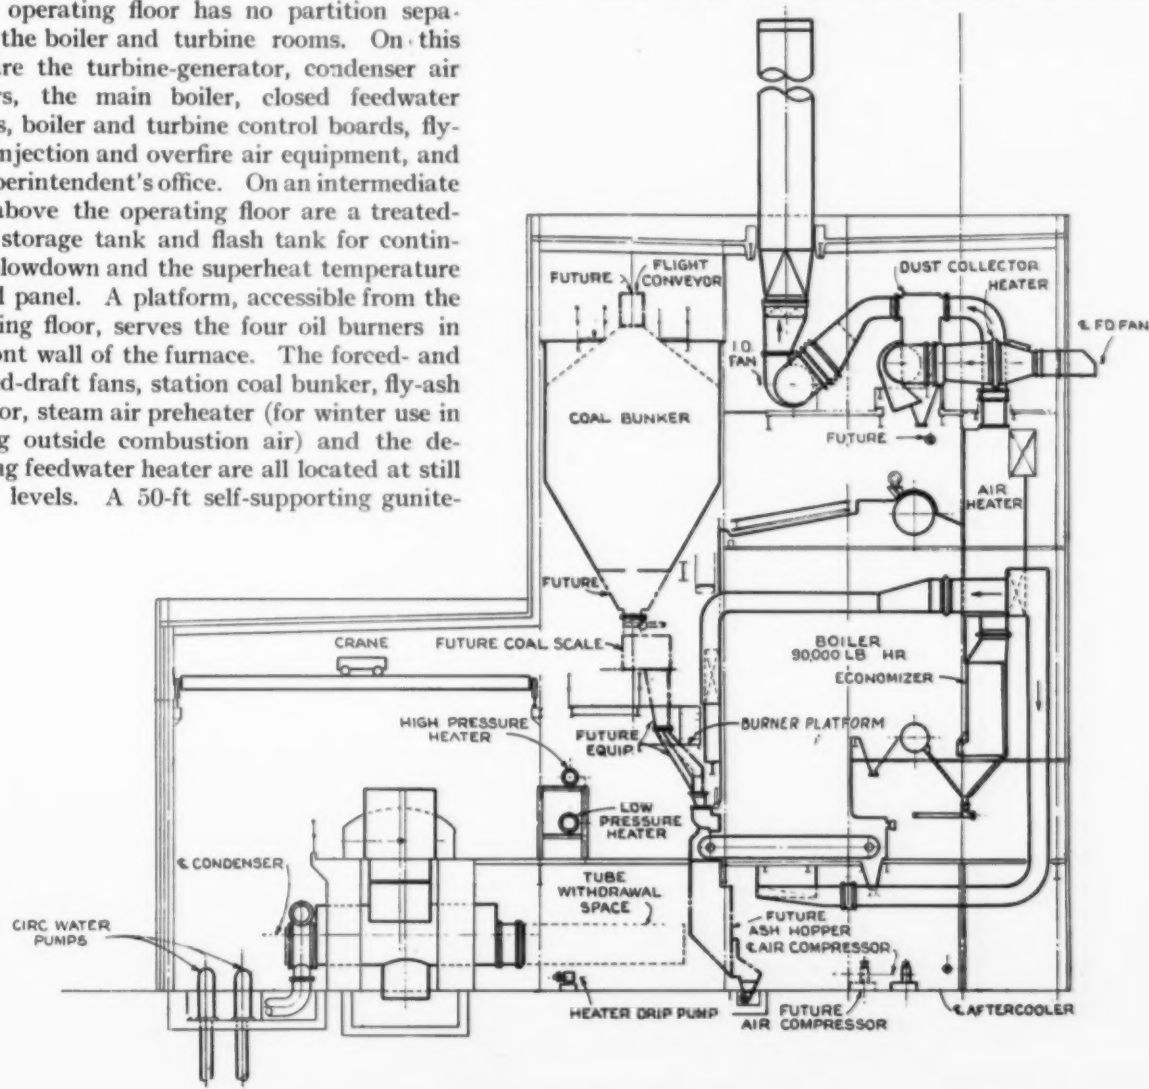 operating floor has no partition sepa-
the boiler and turbine rooms. On this
re the turbine-generator, condenser air
rs, the main boiler, closed feedwater
s, boiler and turbine control boards, fly-
njection and overfire air equipment, and
perintendent's office. On an intermediate
above the operating floor are a treated-
storage tank and flash tank for contin-
lowdown and the superheat temperature
l panel. A platform, accessible from the
ing floor, serves the four oil burners in
ont wall of the furnace. The forced- and
d-draft fans, station coal bunker, fly-ash
or, steam air preheater (for winter use in
g outside combustion air) and the de-
ng feedwater heater are all located at still
levels. A 50-ft self-supporting gunite-
FUTURE
FLIGHT
CONVEYOR
DUST COLLECTOR
HEATER
℄ FD FAN
I.D.
FAN
COAL BUNKER
FUTURE
AIR
HEATER
FUTURE
CRANE
FUTURE COAL SCALE
BOILER
90,000 LB HR
ECONOMIZER
HIGH PRESSURE
HEATER
FUTURE
EQUIP.
BURNER PLATFORM
LOW
PRESSURE
HEATER
℄ CONDENSER
TUBE
WITHDRAWAL
SPACE
CIRC WATER
PUMPS
FUTURE
ASH HOPPER
℄ AIR COMPRESSOR
HEATER DRIP PUMP
FUTURE
AIR COMPRESSOR
℄ AFTERCOOLER